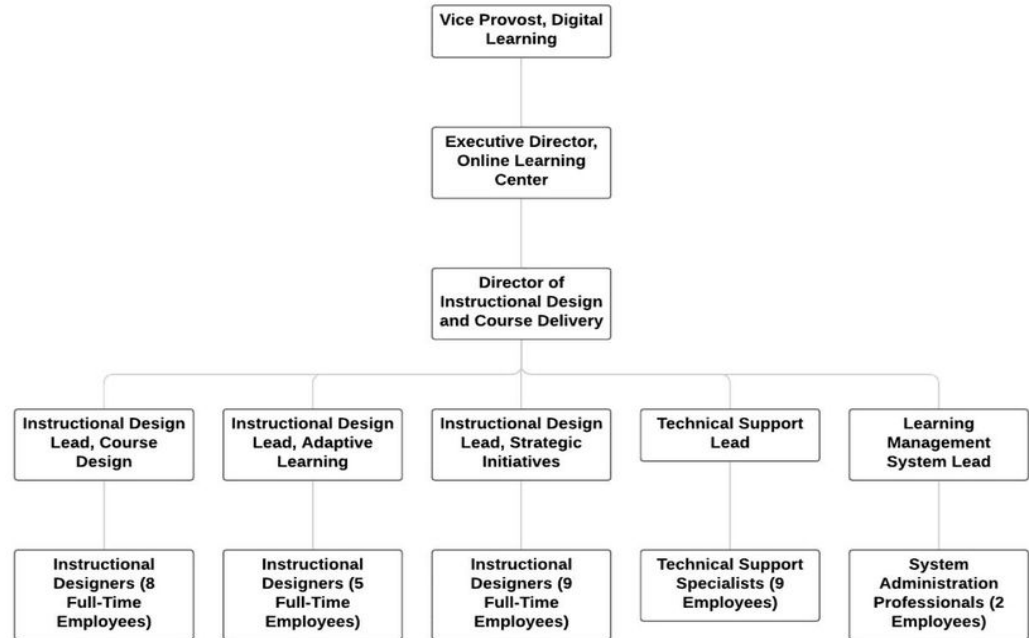 Vice Provost, Digital
Learning
Executive Director,
Online Learning
Center
Director of
Instructional Design
and Course Delivery
Instructional Design
Lead, Course
Design
Instructional Design
Lead, Adaptive
Learning
Instructional Design
Lead, Strategic
Initiatives
Technical Support
Lead
Learning
Management
System Lead
Instructional
Designers (8
Full-Time
Employees)
Instructional
Designers (5
Full-Time
Employees)
Instructional
Designers (9
Full-Time
Employees)
Technical Support
Specialists (9
Employees)
System
Administration
Professionals (2
Employees)